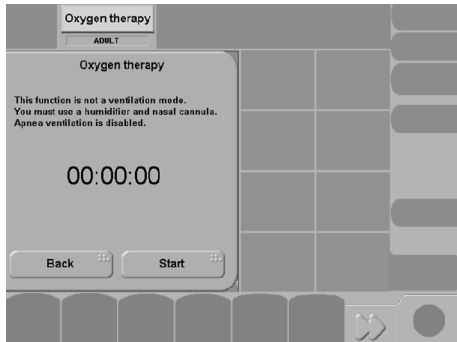 Oxygen therapy
ADULT
Oxygen therapy
This function is not a ventilation mode.
You must use a humidifier and nasal cannula.
Apnea ventilation is disabled.
00:00:00
Back
Start